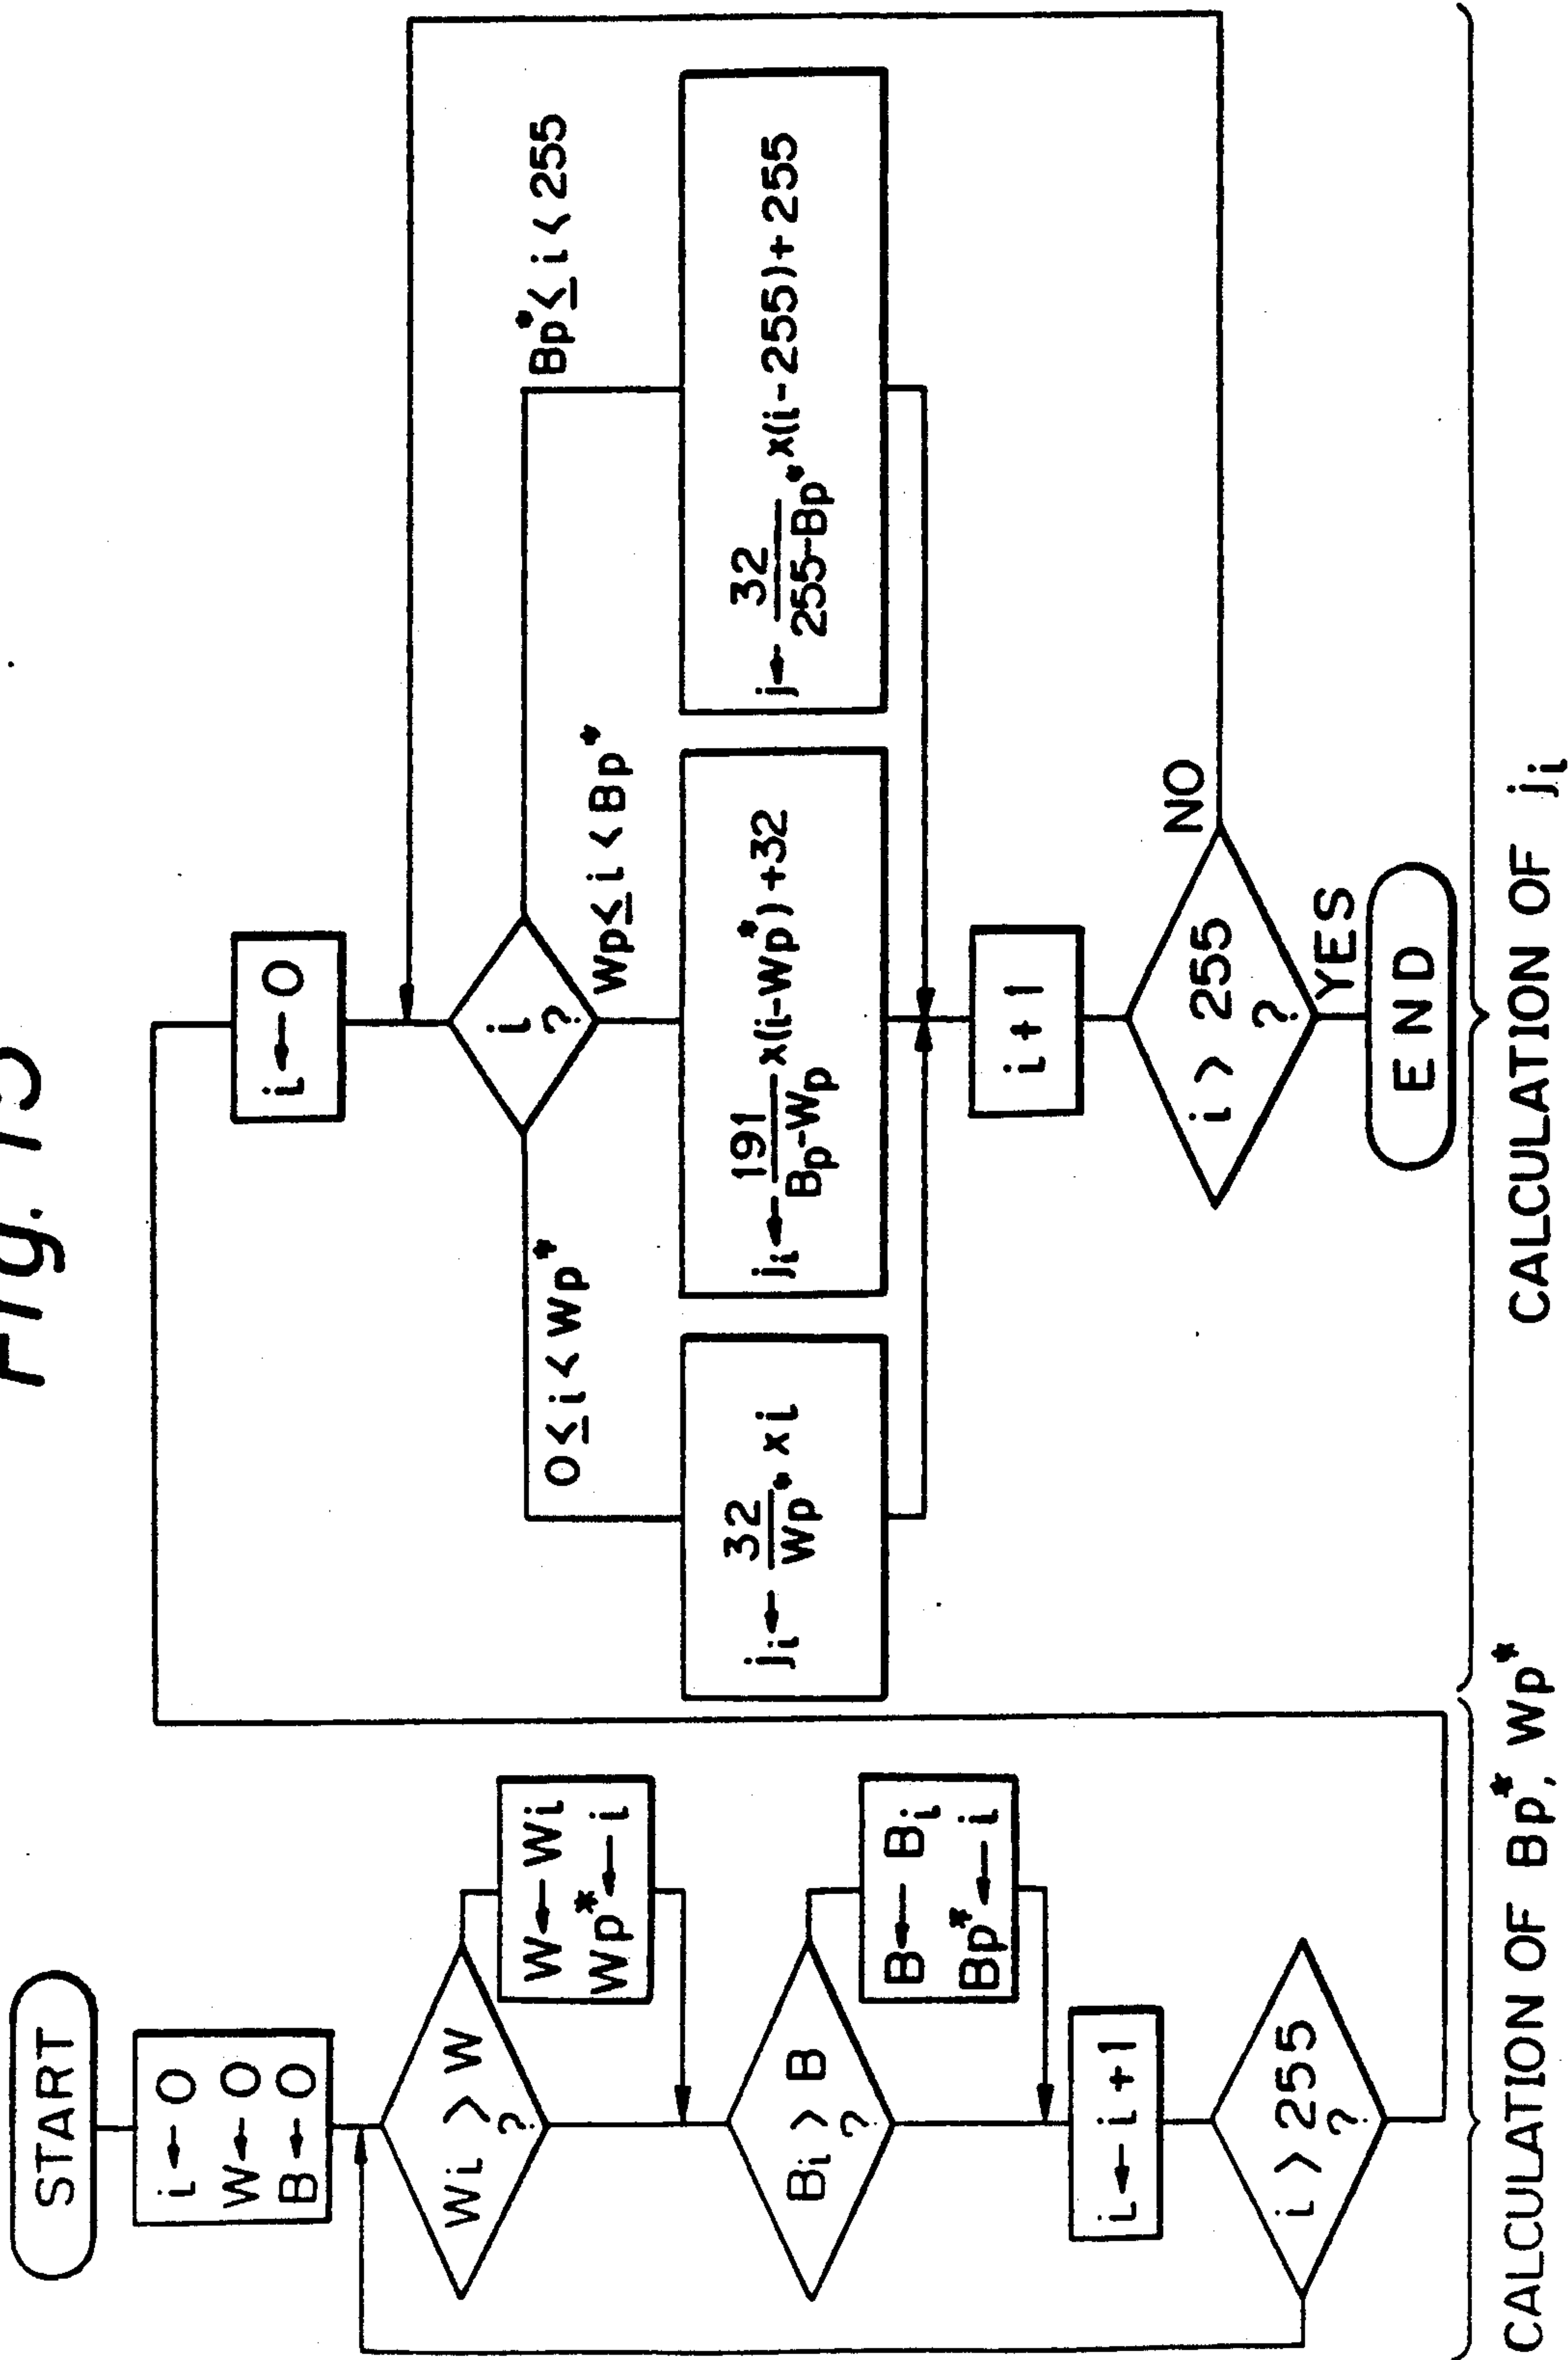 Fig. 13
START
i←0
W←0
B←0
Wi > W
?
W←Wi
Wp*←i
Bi > B
?
B←Bi
Bp*←i
i←i+1
i > 255
?
CALCULATION OF Bp*, Wp*
i←0
i
?
0≤i<Wp*
Wp≤i<Bp*
Bp*≤i<255
ji← 32/Wp* xi
ji← 191/Bp-Wp x(i-Wp*)+32
j← 32/255-Bp* x(i-255)+255
i+1
i > 255
?
NO
YES
END
CALCULATION OF ji